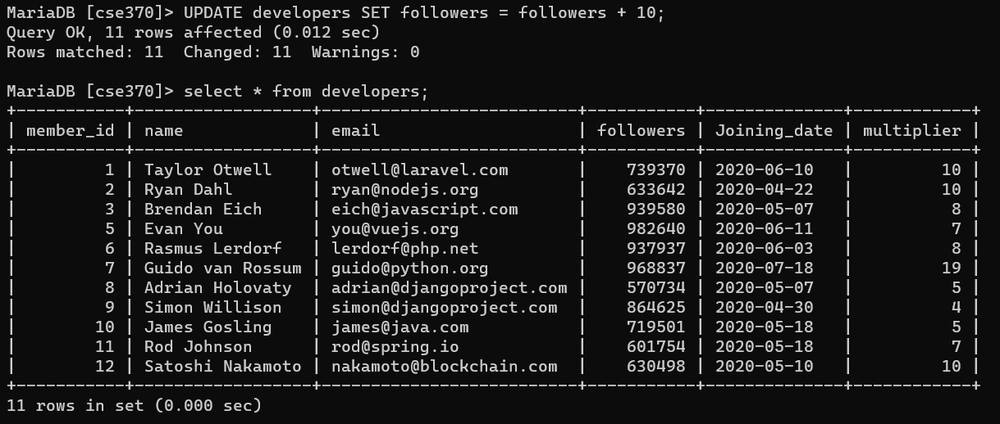 MariaDB [cse370]> UPDATE developers SET followers = followers + 10;
Query OK, 11 rows affected (0.012 sec)
Rows matched: 11  Changed: 11  Warnings: 0

MariaDB [cse370]> select * from developers;
+-----------+------------------+--------------------------+-----------+--------------+------------+
| member_id | name             | email                    | followers | Joining_date | multiplier |
+-----------+------------------+--------------------------+-----------+--------------+------------+
|         1 | Taylor Otwell    | otwell@laravel.com       |    739370 | 2020-06-10   |         10 |
|         2 | Ryan Dahl        | ryan@nodejs.org          |    633642 | 2020-04-22   |         10 |
|         3 | Brendan Eich     | eich@javascript.com      |    939580 | 2020-05-07   |          8 |
|         5 | Evan You         | you@vuejs.org            |    982640 | 2020-06-11   |          7 |
|         6 | Rasmus Lerdorf   | lerdorf@php.net          |    937937 | 2020-06-03   |          8 |
|         7 | Guido van Rossum | guido@python.org         |    968837 | 2020-07-18   |         19 |
|         8 | Adrian Holovaty  | adrian@djangoproject.com |    570734 | 2020-05-07   |          5 |
|         9 | Simon Willison   | simon@djangoproject.com  |    864625 | 2020-04-30   |          4 |
|        10 | James Gosling    | james@java.com           |    719501 | 2020-05-18   |          5 |
|        11 | Rod Johnson      | rod@spring.io            |    601754 | 2020-05-18   |          7 |
|        12 | Satoshi Nakamoto | nakamoto@blockchain.com  |    630498 | 2020-05-10   |         10 |
+-----------+------------------+--------------------------+-----------+--------------+------------+
11 rows in set (0.000 sec)